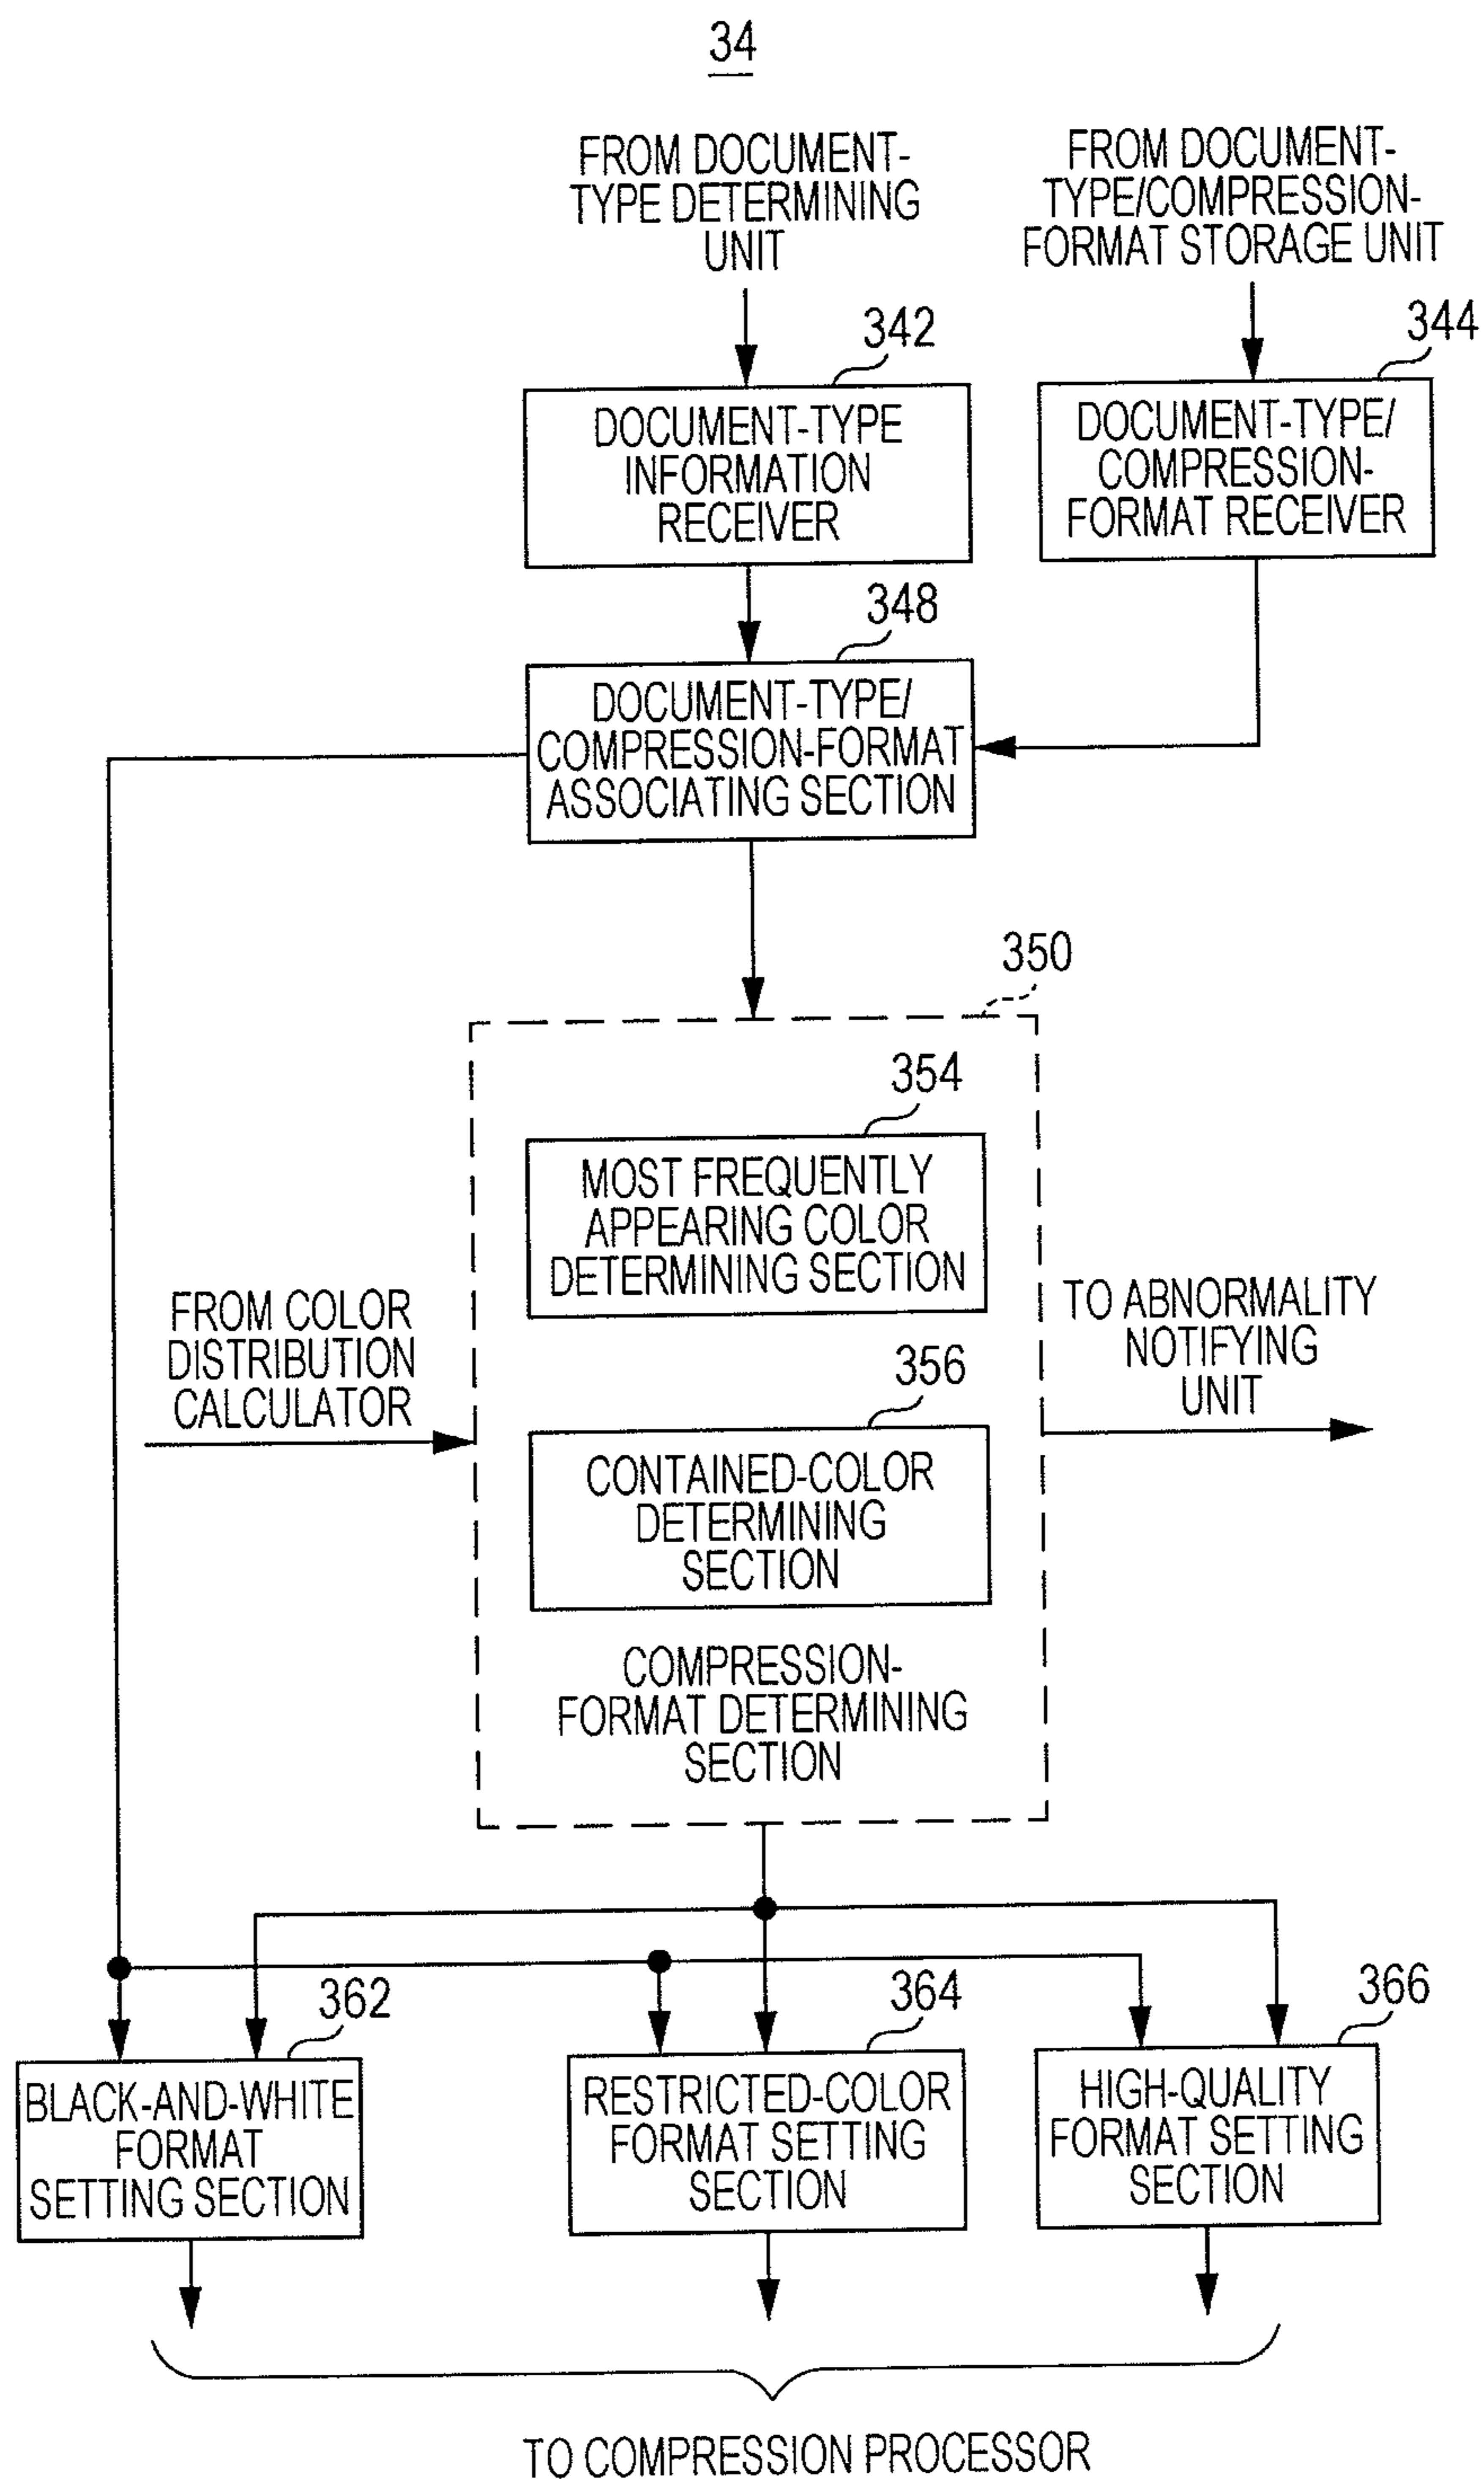 34
FROM DOCUMENT-
TYPE DETERMINING
UNIT
FROM DOCUMENT-
TYPE/COMPRESSION-
FORMAT STORAGE UNIT
342
344
DOCUMENT-TYPE
INFORMATION
RECEIVER
DOCUMENT-TYPE/
COMPRESSION-
FORMAT RECEIVER
348
DOCUMENT-TYPE/
COMPRESSION-FORMAT
ASSOCIATING SECTION
350
354
MOST FREQUENTLY
APPEARING COLOR
DETERMINING SECTION
FROM COLOR
DISTRIBUTION
CALCULATOR
TO ABNORMALITY
NOTIFYING
UNIT
356
CONTAINED-COLOR
DETERMINING
SECTION
COMPRESSION-
FORMAT DETERMINING
SECTION
362
364
366
BLACK-AND-WHITE
FORMAT
SETTING SECTION
RESTRICTED-COLOR
FORMAT SETTING
SECTION
HIGH-QUALITY
FORMAT SETTING
SECTION
TO COMPRESSION PROCESSOR